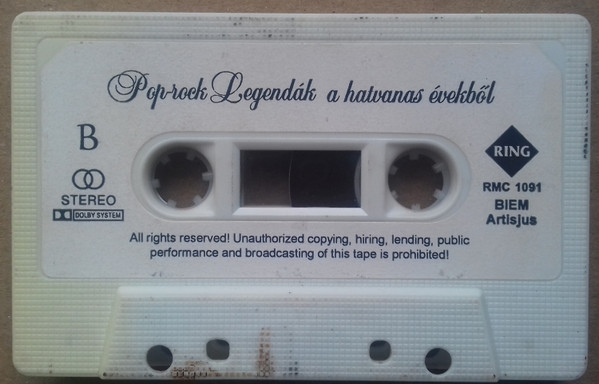 Pop-rock Legendák a hatvanas évekből
B
RING
STEREO
DOLBY SYSTEM
RMC 1091
BIEM
Artisjus
All rights reserved! Unauthorized copying, hiring, lending, public
performance and broadcasting of this tape is prohibited!